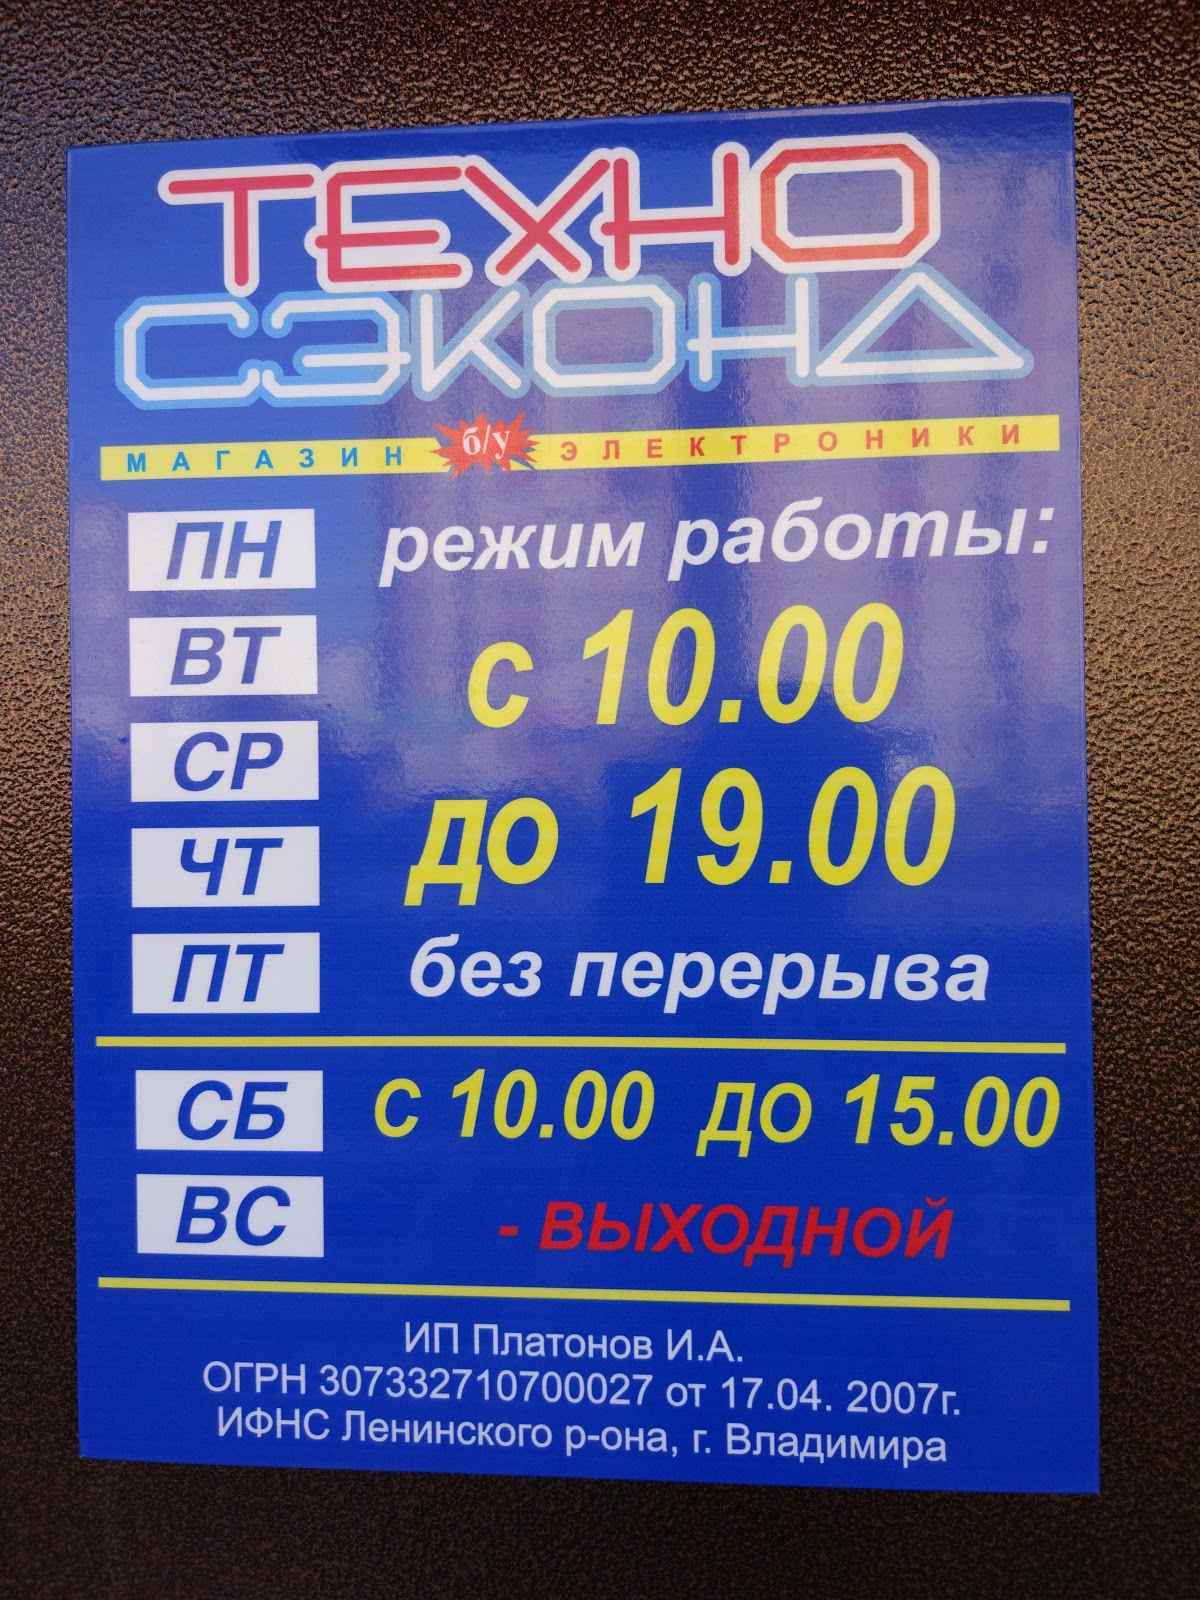 ТЕХНО
СЭКОНД
МАГАЗИН б/у ЭЛЕКТРОНИКИ
ПН режим работы:
ВТ с 10.00
СР
ЧТ до 19.00
ПТ без перерыва
СБ С 10.00 ДО 15.00
ВС - ВЫХОДНОЙ
ИП Платонов И.А.
ОГРН 307332710700027 от 17.04. 2007г.
ИФНС Ленинского р-она, г. Владимира